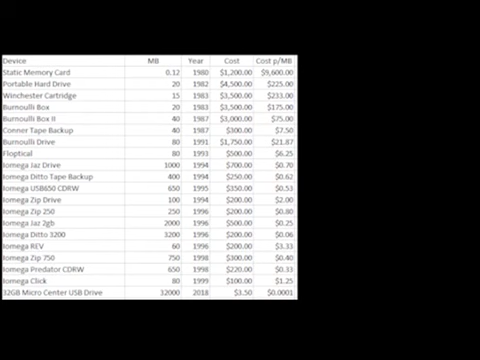 Device MB Year Cost Cost p/MB
Static Memory Card 0.12 1980 $1,200.00 $9,600.00
Portable Hard Drive 20 1982 $4,500.00 $225.00
Winchester Cartridge 15 1983 $3,500.00 $233.00
Burnoulli Box 20 1983 $3,500.00 $175.00
Burnoulli Box II 40 1987 $3,000.00 $75.00
Conner Tape Backup 40 1987 $300.00 $7.50
Burnoulli Drive 80 1991 $1,750.00 $21.87
Floptical 80 1993 $500.00 $6.25
Iomega Jaz Drive 1000 1994 $700.00 $0.70
Iomega Ditto Tape Backup 400 1994 $250.00 $0.62
Iomega USB650 CDRW 650 1995 $350.00 $0.53
Iomega Zip Drive 100 1994 $200.00 $2.00
Iomega Zip 250 250 1996 $200.00 $0.80
Iomega Jaz 2gb 2000 1996 $500.00 $0.25
Iomega Ditto 3200 3200 1996 $200.00 $0.06
Iomega REV 60 1996 $200.00 $3.33
Iomega Zip 750 750 1998 $300.00 $0.40
Iomega Predator CDRW 650 1998 $220.00 $0.33
Iomega Click 80 1999 $100.00 $1.25
32GB Micro Center USB Drive 32000 2018 $3.50 $0.0001